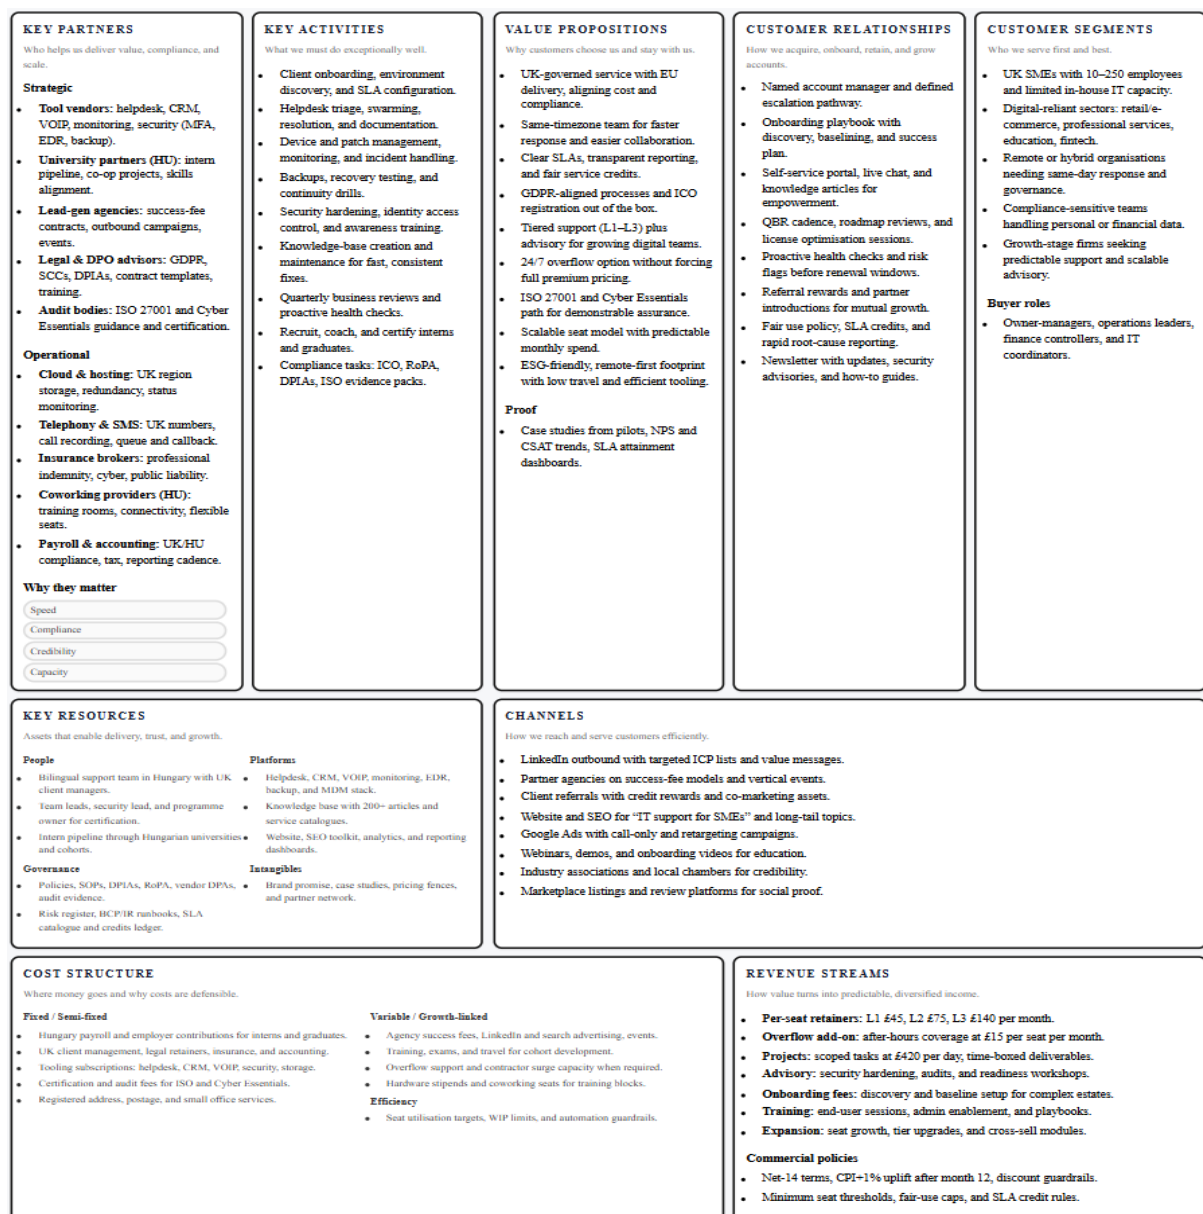 KEY PARTNERS
Who helps us deliver value, compliance, and
scale.
Strategic
Tool vendors: helpdesk, CRM,
VOIP, monitoring, security (MFA,
EDR, backup).
University partners (HU): intern
pipeline, co-op projects, skills
alignment.
Lead-gen agencies: success-fee
contracts, outbound campaigns,
events.
Legal & DPO advisors: GDPR,
SCCs, DPIAs, contract templates,
training.
Audit bodies: ISO 27001 and Cyber
Essentials guidance and certification.
Operational
Cloud & hosting: UK region
storage, redundancy, status
monitoring.
Telephony & SMS: UK numbers,
call recording, queue and callback.
Insurance brokers: professional
indemnity, cyber, public liability.
Coworking providers (HU):
training rooms, connectivity, flexible
seats.
Payroll & accounting: UK/HU
compliance, tax, reporting cadence.
Why they matter
Speed
Compliance
Credibility
Capacity
KEY ACTIVITIES
What we must do exceptionally well.
Client onboarding, environment
discovery, and SLA configuration.
Helpdesk triage, swarming,
resolution, and documentation.
Device and patch management,
monitoring, and incident handling.
Backups, recovery testing, and
continuity drills.
Security hardening, identity access
control, and awareness training.
Knowledge-base creation and
maintenance for fast, consistent
fixes.
Quarterly business reviews and
proactive health checks.
Recruit, coach, and certify interns
and graduates.
Compliance tasks: ICO, RoPA,
DPIAs, ISO evidence packs.
VALUE PROPOSITIONS
Why customers choose us and stay with us.
UK-governed service with EU
delivery, aligning cost and
compliance.
Same-timezone team for faster
response and easier collaboration.
Clear SLAs, transparent reporting,
and fair service credits.
GDPR-aligned processes and ICO
registration out of the box.
Tiered support (L1–L3) plus
advisory for growing digital teams.
24/7 overflow option without forcing
full premium pricing.
ISO 27001 and Cyber Essentials
path for demonstrable assurance.
Scalable seat model with predictable
monthly spend.
ESG-friendly, remote-first footprint
with low travel and efficient tooling.
Proof
Case studies from pilots, NPS and
CSAT trends, SLA attainment
dashboards.
CUSTOMER RELATIONSHIPS
How we acquire, onboard, retain, and grow
accounts.
Named account manager and defined
escalation pathway.
Onboarding playbook with
discovery, baselining, and success
plan.
Self-service portal, live chat, and
knowledge articles for
empowerment.
QBR cadence, roadmap reviews, and
license optimisation sessions.
Proactive health checks and risk
flags before renewal windows.
Referral rewards and partner
introductions for mutual growth.
Fair use policy, SLA credits, and
rapid root-cause reporting.
Newsletter with updates, security
advisories, and how-to guides.
CUSTOMER SEGMENTS
Who we serve first and best.
UK SMEs with 10–250 employees
and limited in-house IT capacity.
Digital-reliant sectors: retail/e-
commerce, professional services,
education, fintech.
Remote or hybrid organisations
needing same-day response and
governance.
Compliance-sensitive teams
handling personal or financial data.
Growth-stage firms seeking
predictable support and scalable
advisory.
Buyer roles
Owner-managers, operations leaders,
finance controllers, and IT
coordinators.
KEY RESOURCES
Assets that enable delivery, trust, and growth.
People
Bilingual support team in Hungary with UK
client managers.
Team leads, security lead, and programme
owner for certification.
Intern pipeline through Hungarian universities
and cohorts.
Governance
Policies, SOPs, DPIAs, RoPA, vendor DPAs,
audit evidence.
Risk register, BCP/IR runbooks, SLA
catalogue and credits ledger.
Platforms
Helpdesk, CRM, VOIP, monitoring, EDR,
backup, and MDM stack.
Knowledge base with 200+ articles and
service catalogues.
Website, SEO toolkit, analytics, and reporting
dashboards.
Intangibles
Brand promise, case studies, pricing fences,
and partner network.
CHANNELS
How we reach and serve customers efficiently.
LinkedIn outbound with targeted ICP lists and value messages.
Partner agencies on success-fee models and vertical events.
Client referrals with credit rewards and co-marketing assets.
Website and SEO for “IT support for SMEs” and long-tail topics.
Google Ads with call-only and retargeting campaigns.
Webinars, demos, and onboarding videos for education.
Industry associations and local chambers for credibility.
Marketplace listings and review platforms for social proof.
COST STRUCTURE
Where money goes and why costs are defensible.
Fixed / Semi-fixed
Hungary payroll and employer contributions for interns and graduates.
UK client management, legal retainers, insurance, and accounting.
Tooling subscriptions: helpdesk, CRM, VOIP, security, storage.
Certification and audit fees for ISO and Cyber Essentials.
Registered address, postage, and small office services.
Variable / Growth-linked
Agency success fees, LinkedIn and search advertising, events.
Training, exams, and travel for cohort development.
Overflow support and contractor surge capacity when required.
Hardware stipends and coworking seats for training blocks.
Efficiency
Seat utilisation targets, WIP limits, and automation guardrails.
REVENUE STREAMS
How value turns into predictable, diversified income.
Per-seat retainers: L1 £45, L2 £75, L3 £140 per month.
Overflow add-on: after-hours coverage at £15 per seat per month.
Projects: scoped tasks at £420 per day, time-boxed deliverables.
Advisory: security hardening, audits, and readiness workshops.
Onboarding fees: discovery and baseline setup for complex estates.
Training: end-user sessions, admin enablement, and playbooks.
Expansion: seat growth, tier upgrades, and cross-sell modules.
Commercial policies
Net-14 terms, CPI+1% uplift after month 12, discount guardrails.
Minimum seat thresholds, fair-use caps, and SLA credit rules.